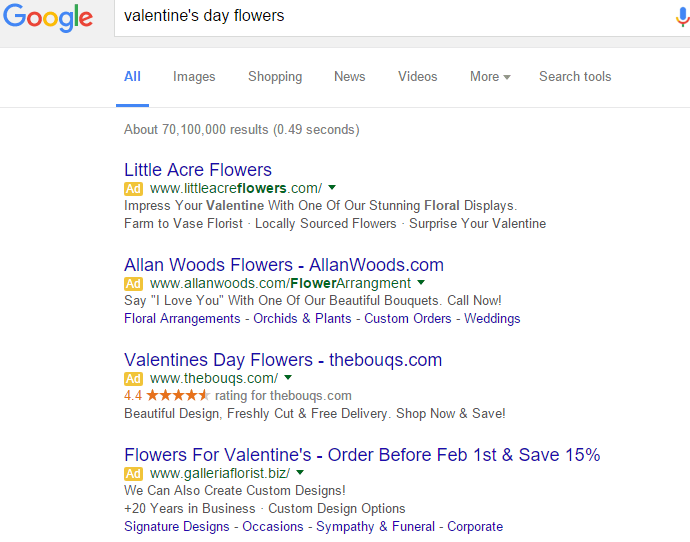 Google valentine's day flowers
All Images Shopping News Videos More Search tools
About 70,100,000 results (0.49 seconds)
Little Acre Flowers
Ad www.littleacreflowers.com/
Impress Your Valentine With One Of Our Stunning Floral Displays.
Farm to Vase Florist · Locally Sourced Flowers · Surprise Your Valentine
Allan Woods Flowers - AllanWoods.com
Ad www.allanwoods.com/FlowerArrangment
Say "I Love You" With One Of Our Beautiful Bouquets. Call Now!
Floral Arrangements - Orchids & Plants - Custom Orders - Weddings
Valentines Day Flowers - thebouqs.com
Ad www.thebouqs.com/
4.4 rating for thebouqs.com
Beautiful Design, Freshly Cut & Free Delivery. Shop Now & Save!
Flowers For Valentine's - Order Before Feb 1st & Save 15%
Ad www.galleriaflorist.biz/
We Can Also Create Custom Designs!
+20 Years in Business · Custom Design Options
Signature Designs - Occasions - Sympathy & Funeral - Corporate